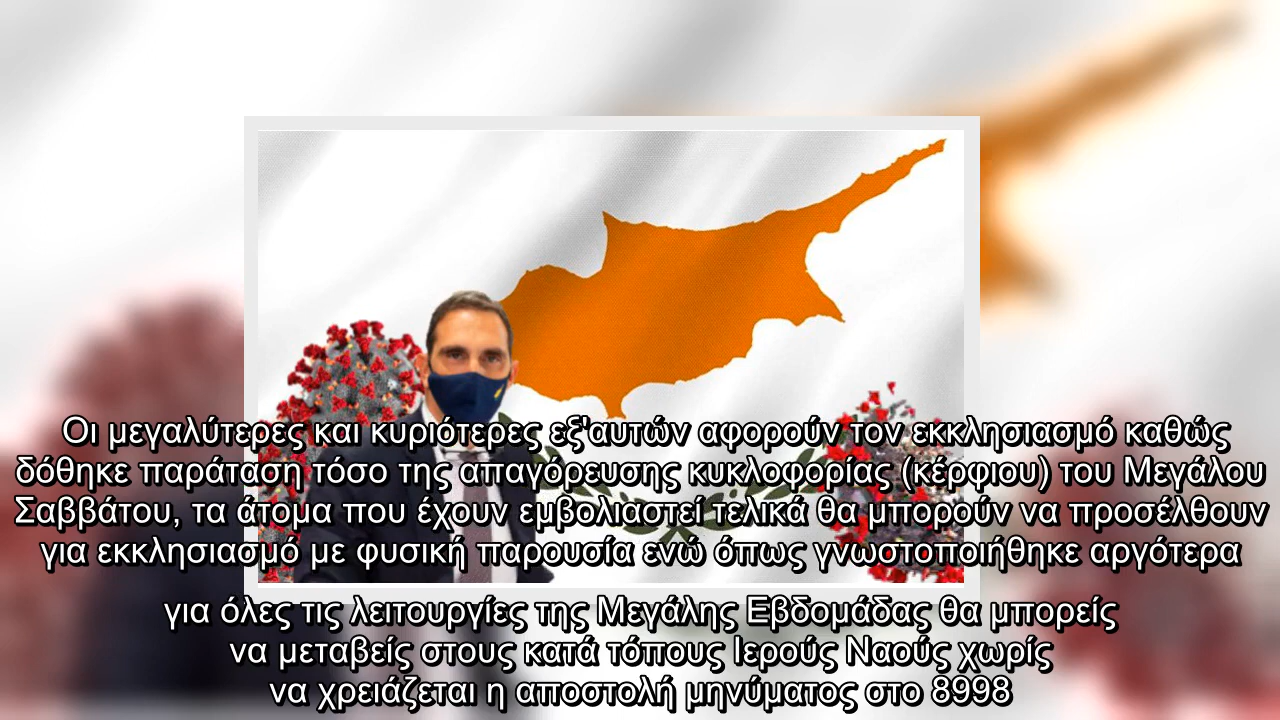 Οι μεγαλύτερες και κυριότερες εξ'αυτών αφορούν τον εκκλησιασμό καθώς
δόθηκε παράταση τόσο της απαγόρευσης κυκλοφορίας (κέρφιου) του Μεγάλου
Σαββάτου, τα άτομα που έχουν εμβολιαστεί τελικά θα μπορούν να προσέλθουν
για εκκλησιασμό με φυσική παρουσία ενώ όπως γνωστοποιήθηκε αργότερα
για όλες τις λειτουργίες της Μεγάλης Εβδομάδας θα μπορείς
να μεταβείς στους κατά τόπους Ιερούς Ναούς χωρίς
να χρειάζεται η αποστολή μηνύματος στο 8998